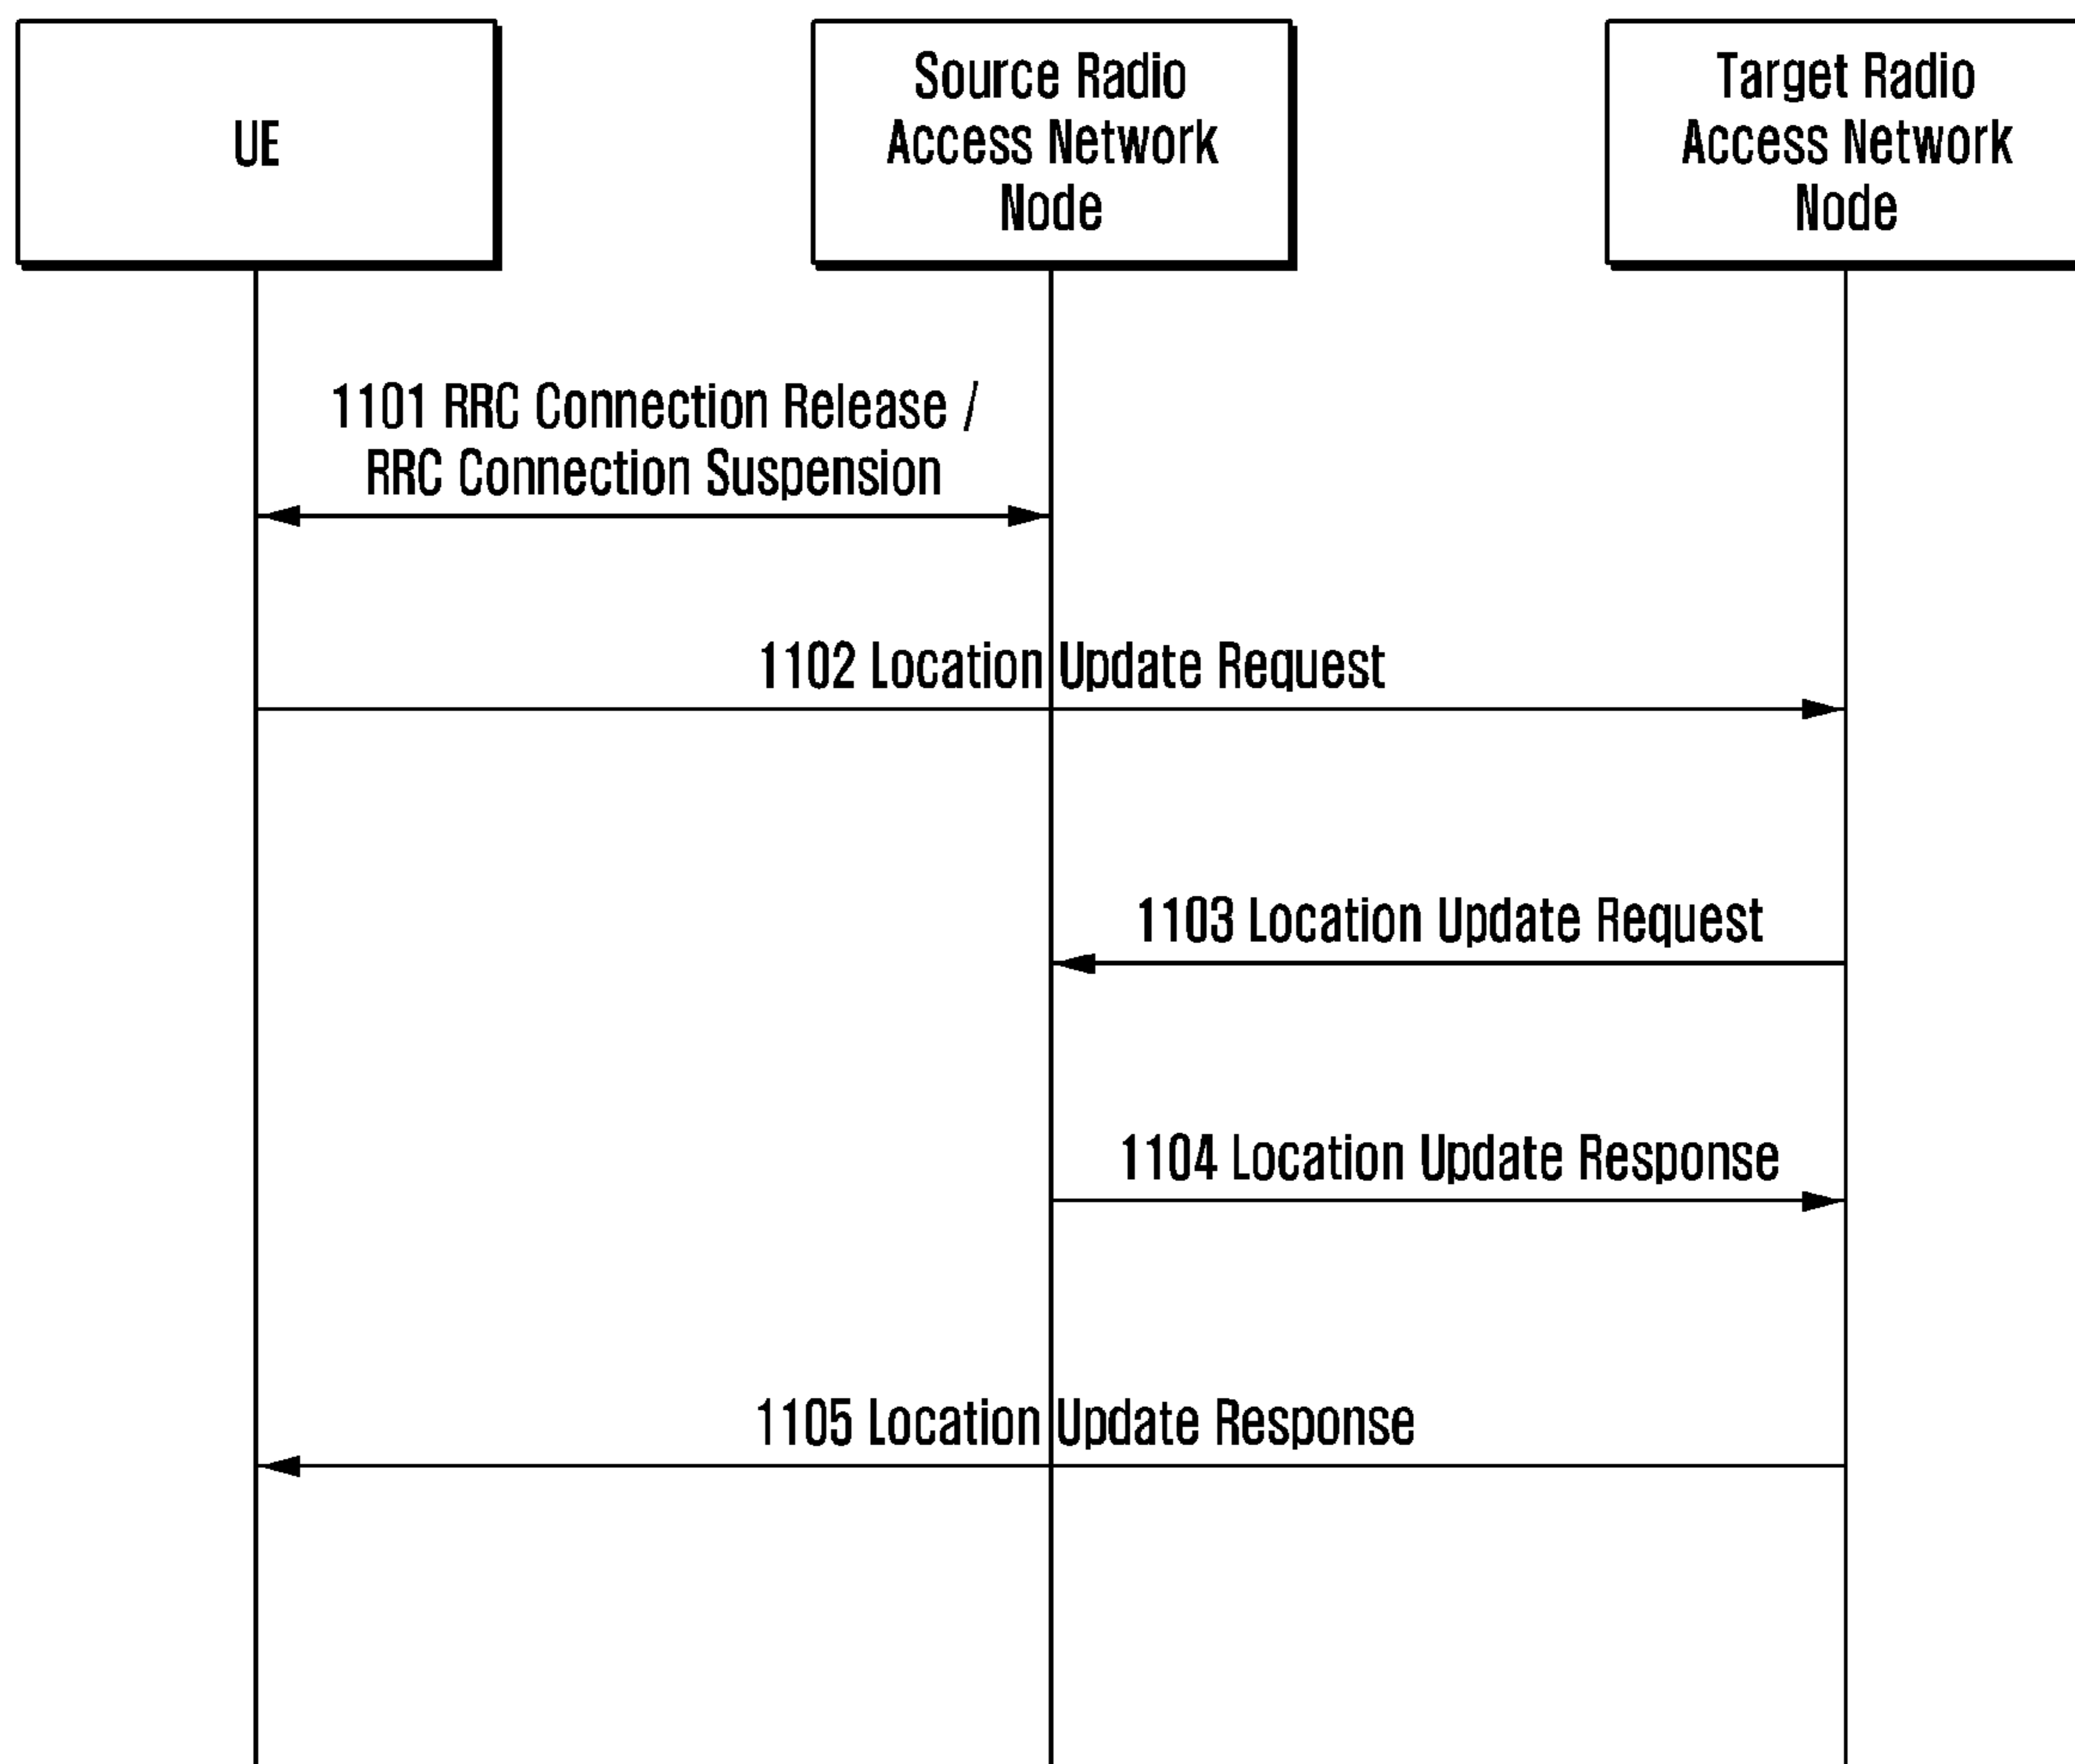 UE
Source Radio
Access Network
Node
Target Radio
Access Network
Node
1101 RRC Connection Release /
RRC Connection Suspension
1102 Location Update Request
1103 Location Update Request
1104 Location Update Response
1105 Location Update Response